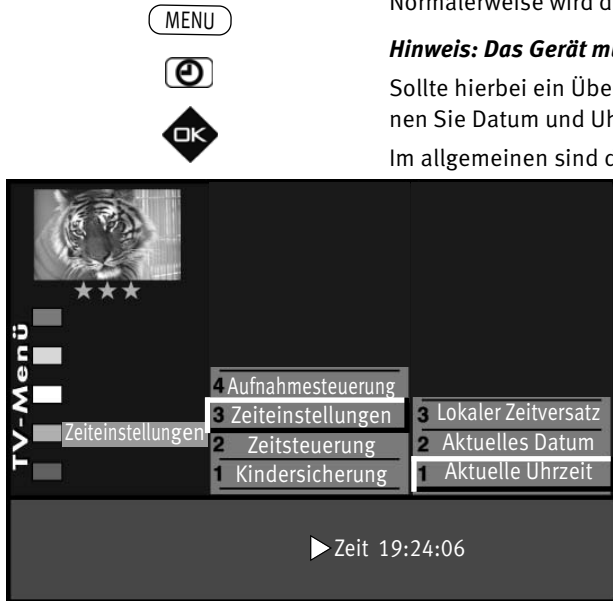 MENU
Normalerweise wird d
Hinweis: Das Gerät mu
Sollte hierbei ein Übe
OK
nen Sie Datum und Uh
Im allgemeinen sind d
TV-Menü
4 Aufnahmesteuerung
3 Zeiteinstellungen
3 Lokaler Zeitversatz
Zeiteinstellungen
2 Zeitsteuerung
2 Aktuelles Datum
1 Kindersicherung
1 Aktuelle Uhrzeit
Zeit 19:24:06